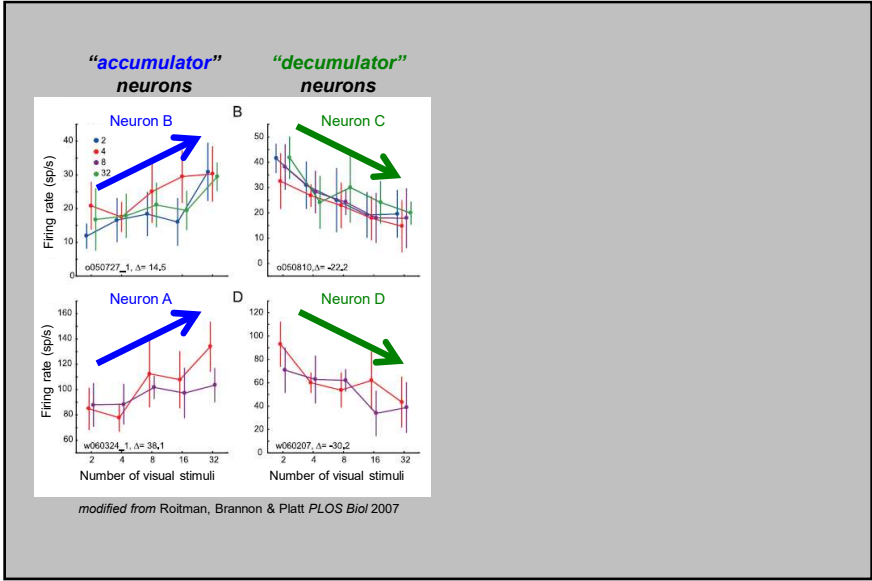 “accumulator” “decumulator”
neurons neurons
B
Neuron B Neuron C
Firing rate (sp/s)
40
30
20
10
0
2
4
8
32
o050727_1, Δ= 14.5
50
40
30
20
10
0
o050810, Δ= -22.2
D
Neuron A Neuron D
Firing rate (sp/s)
160
140
120
100
80
60
w060324_1, Δ= 38.1
2 4 8 16 32
Number of visual stimuli
120
100
80
60
40
20
0
w060207, Δ= -30.2
2 4 8 16 32
Number of visual stimuli
modified from Roitman, Brannon & Platt PLOS Biol 2007